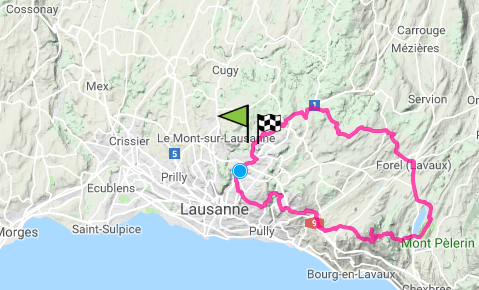 Cossonay
Carrouge
Mézières
Cugy
Mex
Servion
1
Crissier
Le Mont-sur-Lausanne
5
Prilly
Forel (Lavaux)
Ecublens
Lausanne
Saint-Sulpice
Morges
Pully
9
Mont Pèlerin
Bourg-en-Lavaux
Chexbres